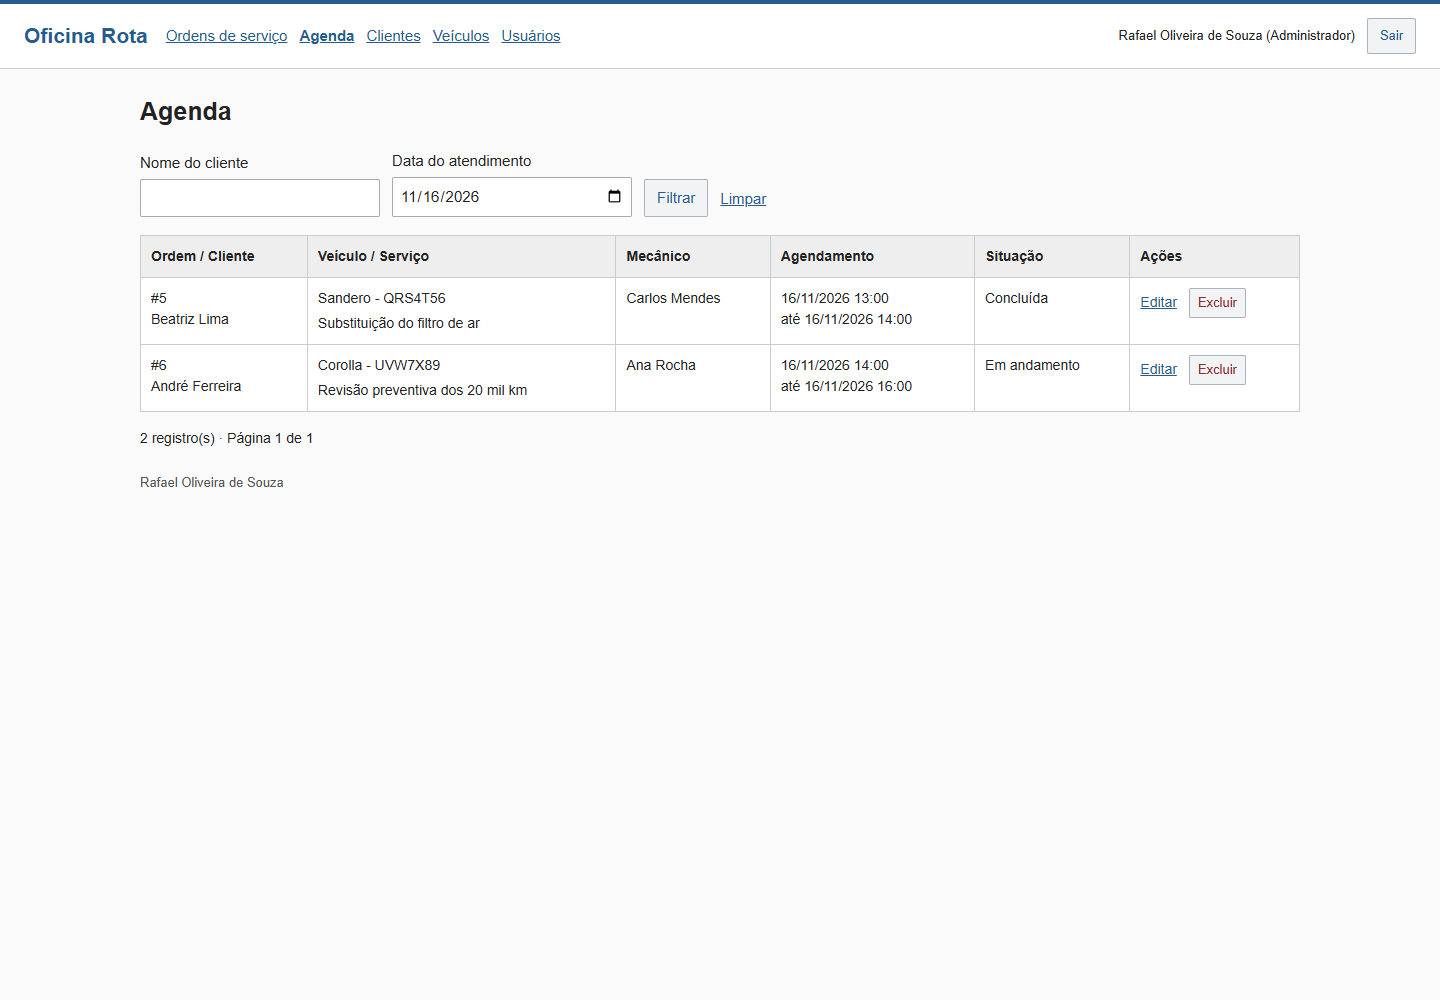 Oficina Rota Ordens de serviço Agenda Clientes Veículos Usuários Rafael Oliveira de Souza (Administrador) Sair
Agenda
Nome do cliente Data do atendimento
11/16/2026 Filtrar Limpar
Ordem / Cliente Veículo / Serviço Mecânico Agendamento Situação Ações
#5 Sandero - QRS4T56 Carlos Mendes 16/11/2026 13:00 Concluída Editar Excluir
Beatriz Lima Substituição do filtro de ar até 16/11/2026 14:00
#6 Corolla - UVW7X89 Ana Rocha 16/11/2026 14:00 Em andamento Editar Excluir
André Ferreira Revisão preventiva dos 20 mil km até 16/11/2026 16:00
2 registro(s) · Página 1 de 1
Rafael Oliveira de Souza